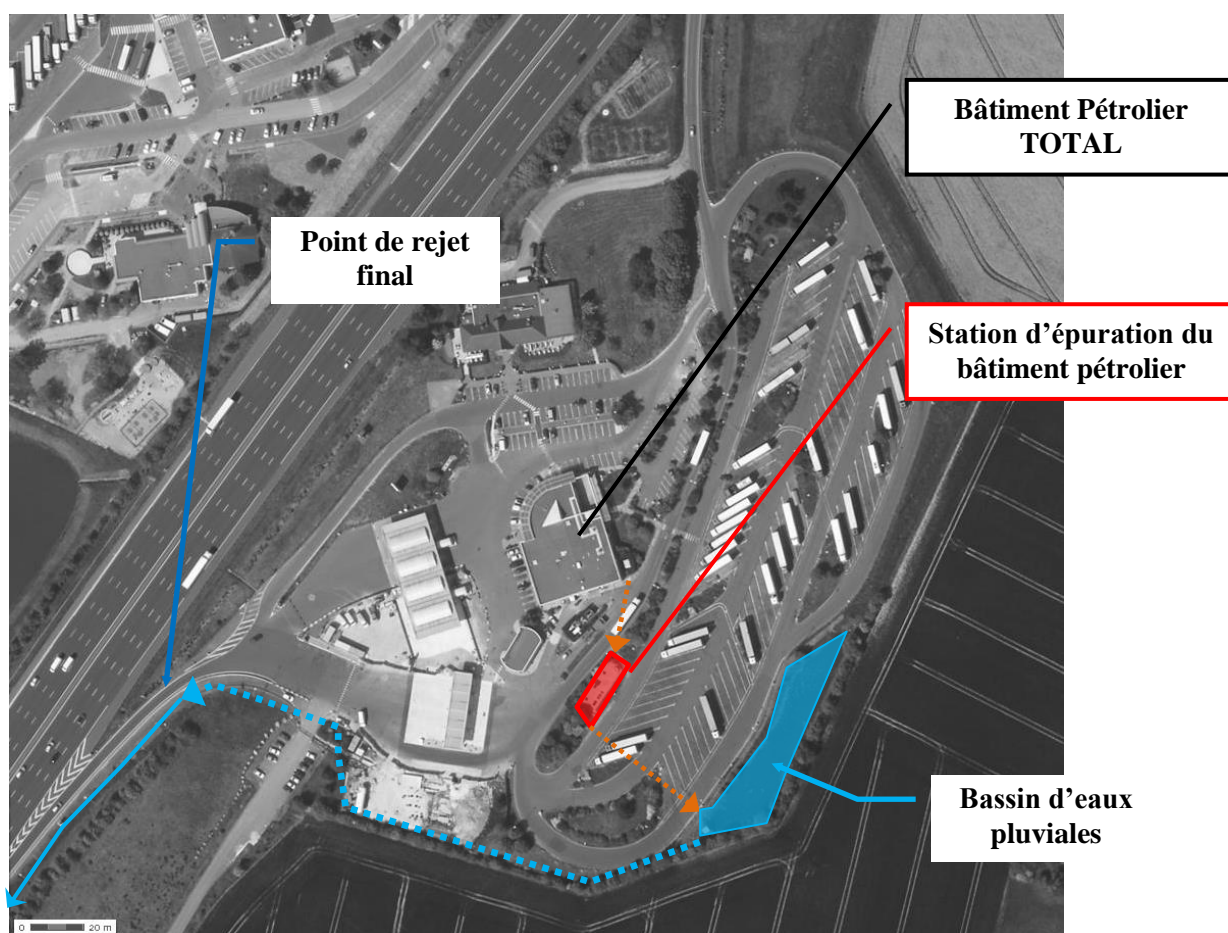 Bâtiment Pétrolier
TOTAL
Point de rejet
final
Station d'épuration du
bâtiment pétrolier
Bassin d'eaux
pluviales
0 20 m